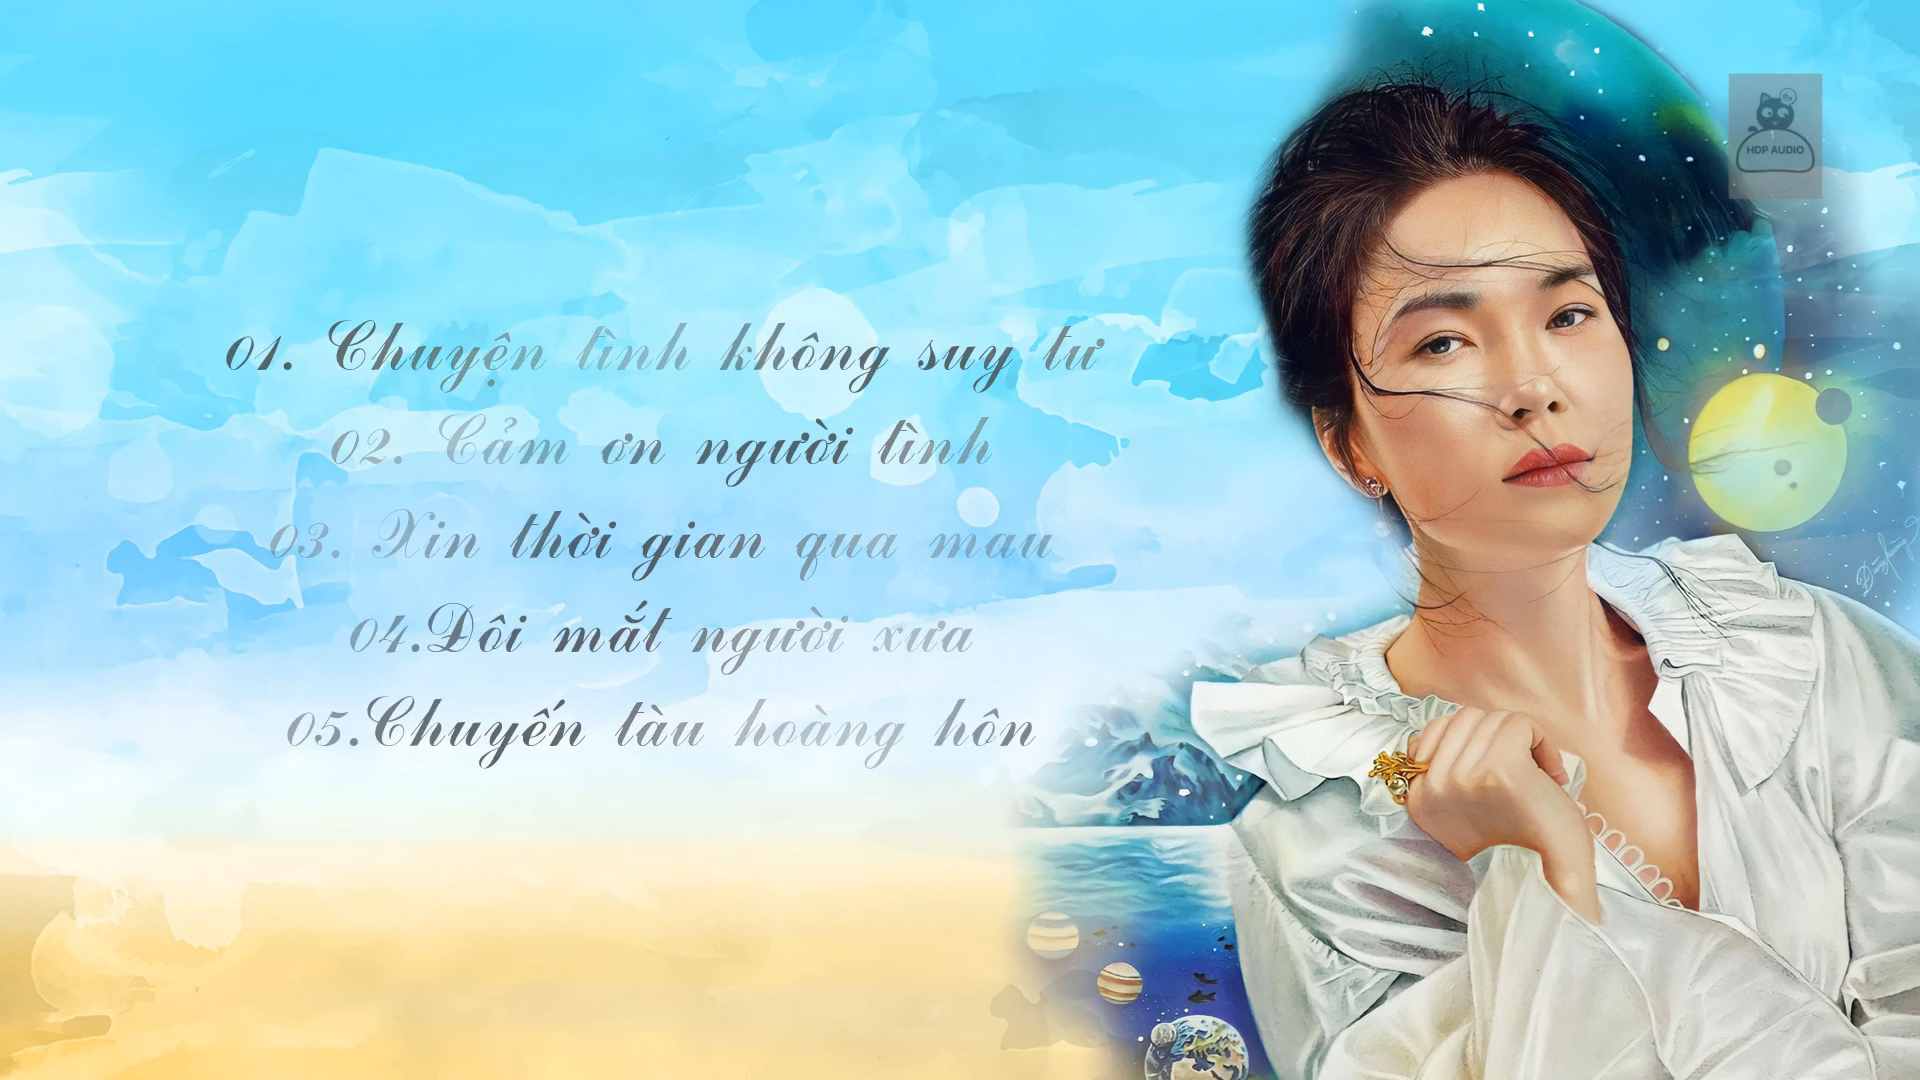 HDP AUDIO
01. Chuyện tình không suy tư
02. Cảm ơn người tình
03. Xin thời gian qua mau
04.Đôi mắt người xưa
05.Chuyến tàu hoàng hôn